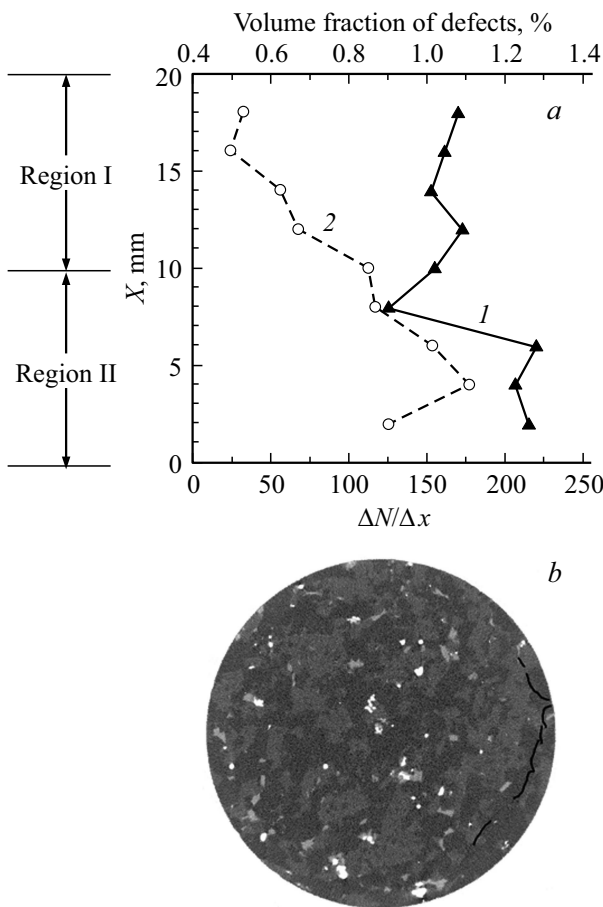 Volume fraction of defects, %
0.4 0.6 0.8 1.0 1.2 1.4
20
a
15
Region I
2
X, mm
10
1
5
Region II
0
0 50 100 150 200 250
ΔN/Δx
b